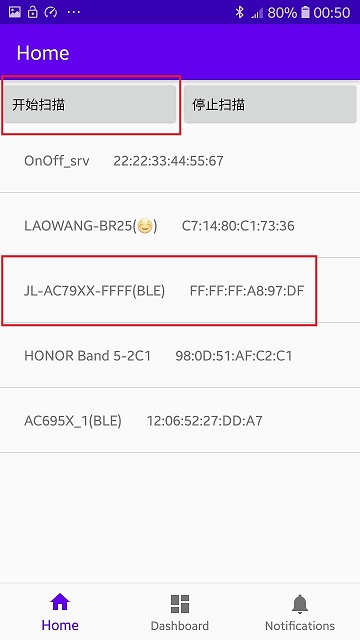 80% 00:50
Home
开始扫描 停止扫描
OnOff_srv 22:22:33:44:55:67
LAOWANG-BR25(😊) C7:14:80:C1:73:36
JL-AC79XX-FFFF(BLE) FF:FF:FF:A8:97:DF
HONOR Band 5-2C1 98:0D:51:AF:C2:C1
AC695X_1(BLE) 12:06:52:27:DD:A7
Home Dashboard Notifications